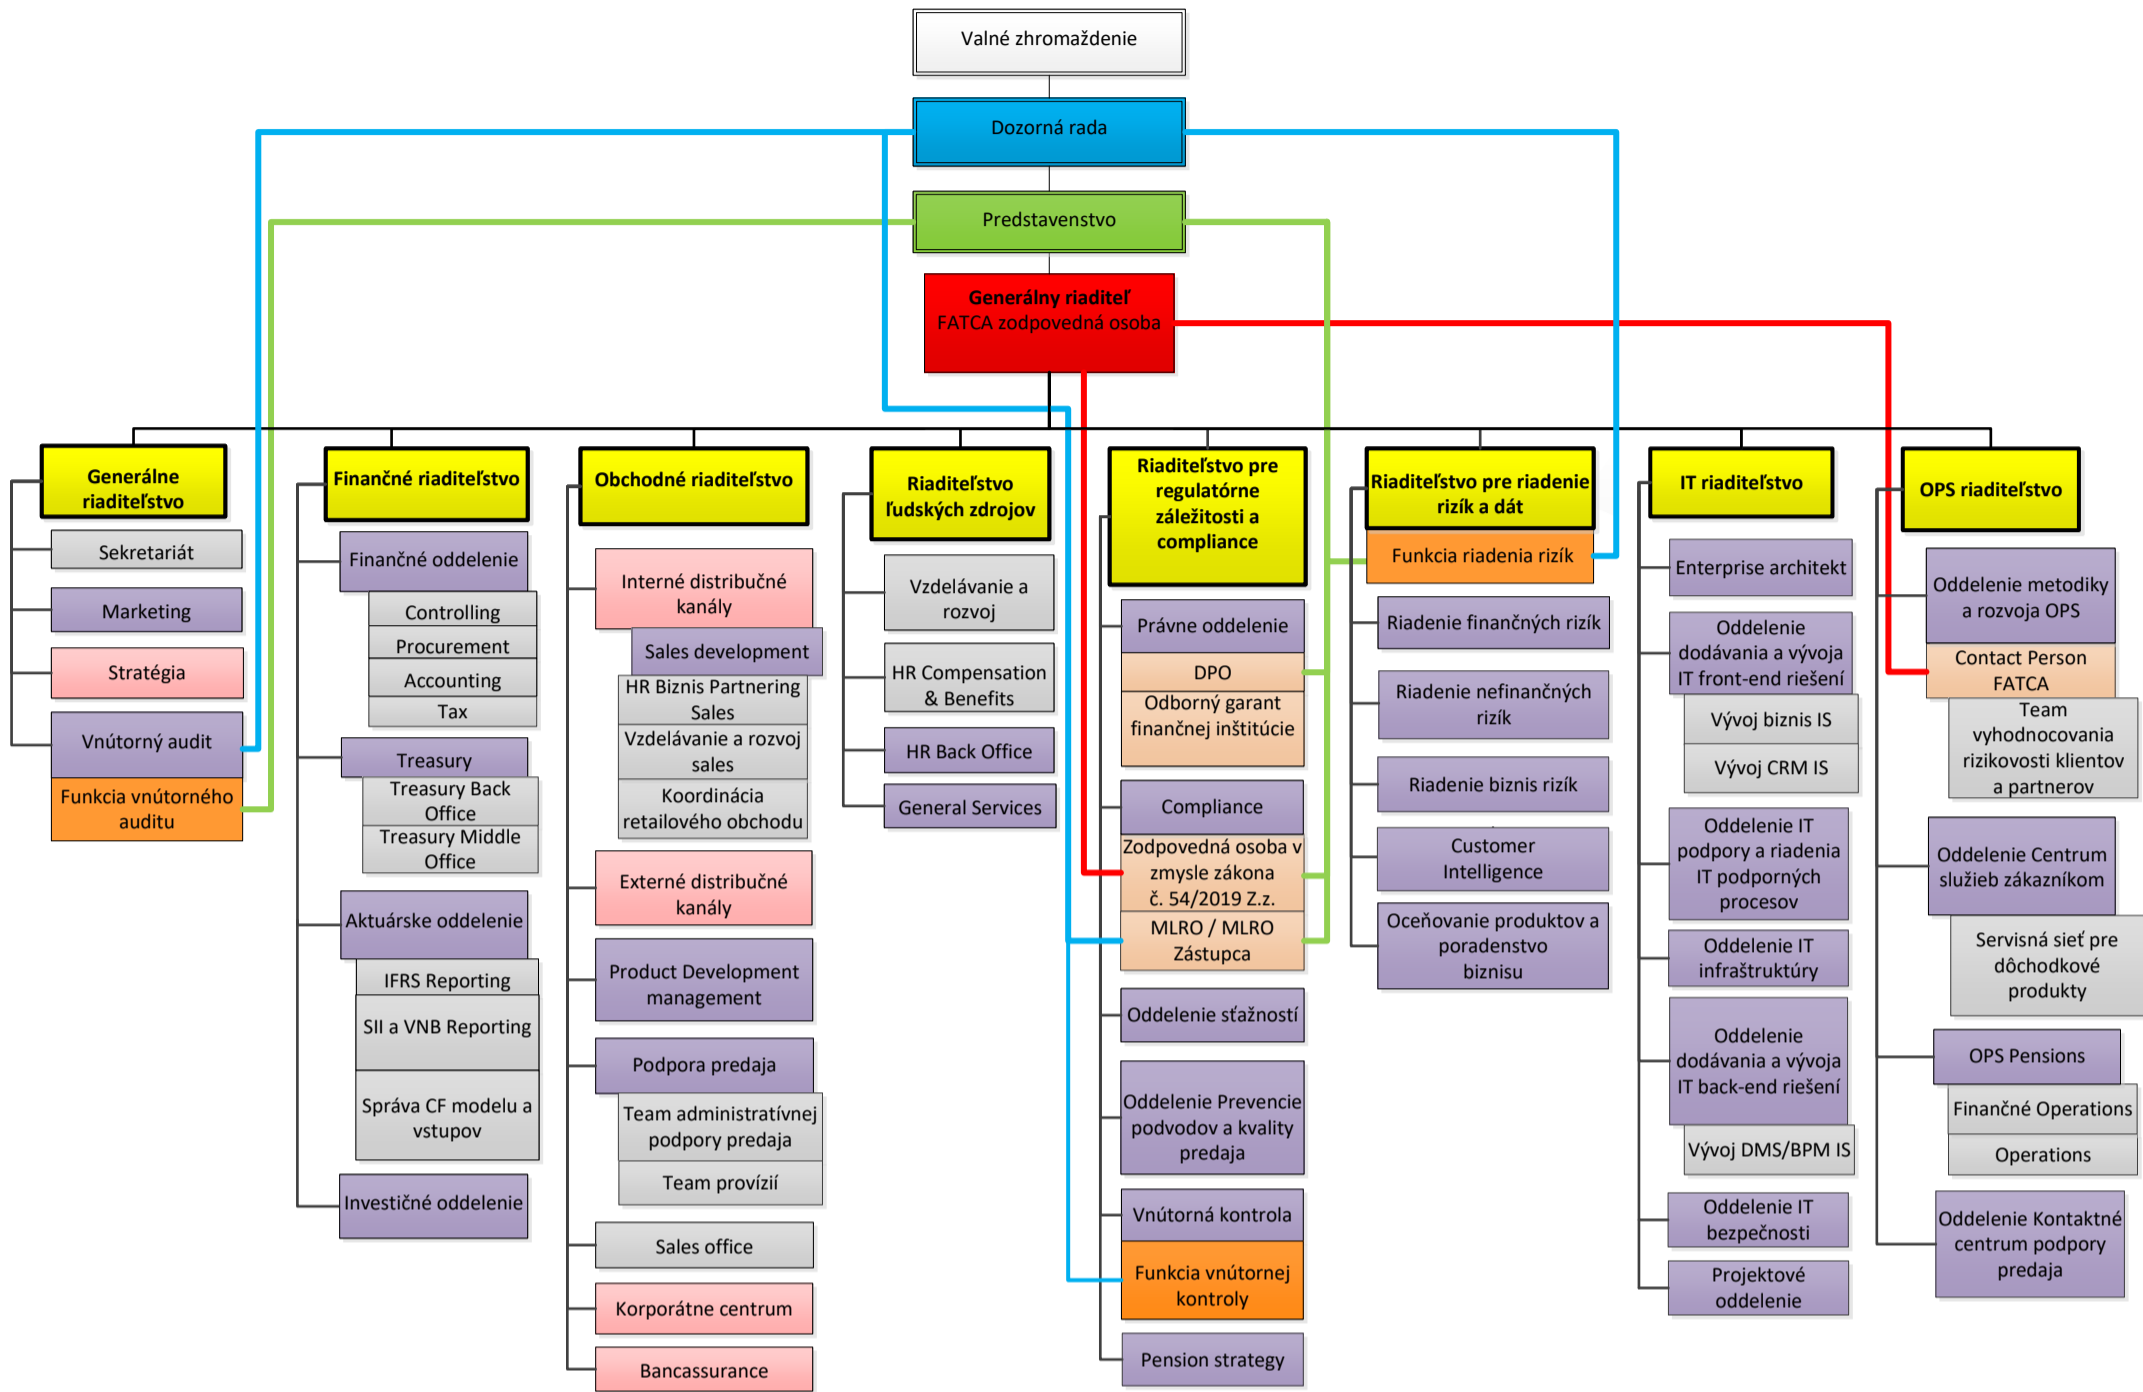 Valné zhromaždenie
Dozorná rada
Predstavenstvo
Generálny riaditeľ
FATCA zodpovedná osoba
Generálne
riaditeľstvo
Sekretariát
Marketing
Stratégia
Vnútorný audit
Funkcia vnútorného
auditu
Finančné riaditeľstvo
Finančné oddelenie
Controlling
Procurement
Accounting
Tax
Treasury
Treasury Back
Office
Treasury Middle
Office
Aktuárske oddelenie
IFRS Reporting
SII a VNB Reporting
Správa CF modelu a
vstupov
Investičné oddelenie
Obchodné riaditeľstvo
Interné distribučné
kanály
Sales development
HR Biznis Partnering
Sales
Vzdelávanie a rozvoj
sales
Koordinácia
retailového obchodu
Externé distribučné
kanály
Product Development
management
Podpora predaja
Team administratívnej
podpory predaja
Team provízií
Sales office
Korporátne centrum
Bancassurance
Riaditeľstvo
ľudských zdrojov
Vzdelávanie a
rozvoj
HR Compensation
& Benefits
HR Back Office
General Services
Riaditeľstvo pre
regulatórne
záležitosti a
compliance
Právne oddelenie
DPO
Odborný garant
finančnej inštitúcie
Compliance
Zodpovedná osoba v
zmysle zákona
č. 54/2019 Z.z.
MLRO / MLRO
Zástupca
Oddelenie sťažností
Oddelenie Prevencie
podvodov a kvality
predaja
Vnútorná kontrola
Funkcia vnútornej
kontroly
Pension strategy
Riaditeľstvo pre riadenie
rizík a dát
Funkcia riadenia rizík
Riadenie finančných rizík
Riadenie nefinančných
rizík
Riadenie biznis rizík
Customer
Intelligence
Oceňovanie produktov a
poradenstvo
biznisu
IT riaditeľstvo
Enterprise architekt
Oddelenie
dodávania a vývoja
IT front-end riešení
Vývoj biznis IS
Vývoj CRM IS
Oddelenie IT
podpory a riadenia
IT podporných
procesov
Oddelenie IT
infraštruktúry
Oddelenie
dodávania a vývoja
IT back-end riešení
Vývoj DMS/BPM IS
Oddelenie IT
bezpečnosti
Projektové
oddelenie
OPS riaditeľstvo
Oddelenie metodiky
a rozvoja OPS
Contact Person
FATCA
Team
vyhodnocovania
rizikovosti klientov
a partnerov
Oddelenie Centrum
služieb zákazníkom
Servisná sieť pre
dôchodkové
produkty
OPS Pensions
Finančné Operations
Operations
Oddelenie Kontaktné
centrum podpory
predaja